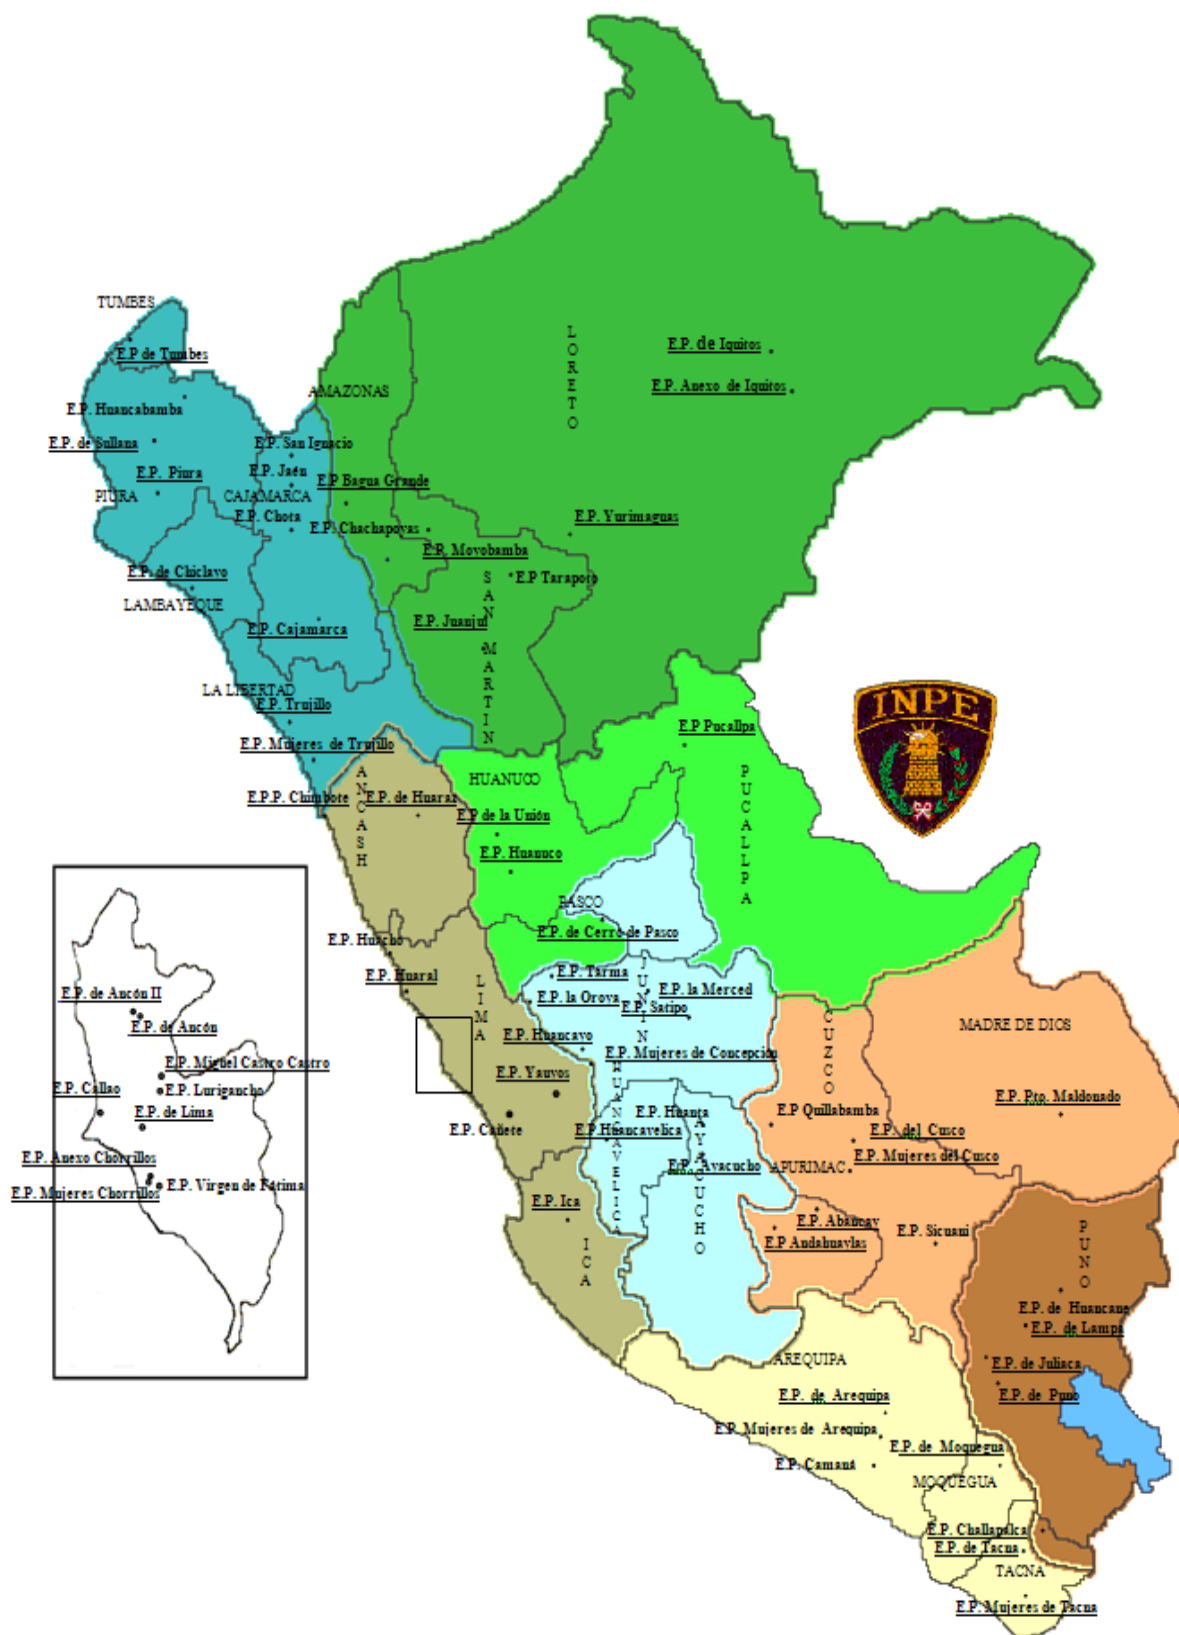 TUMBES
E.P de Tumbes
E.P. Huancabamba
E.P. de Sullana
E.P. Piura
PIURA
AMAZONAS
LORETO
E.P. de Iquitos
E.P. Anexo de Iquitos
E.P. San Ignacio
E.P. Jaén
E.P Bagua Grande
CAJAMARCA
E.P. Chota
E.P. Chachapoyas
E.P. Yurimaguas
E.P. Moyobamba
E.P Tarapoto
SAN MARTIN
E.P. de Chiclayo
LAMBAYEQUE
E.P. Cajamarca
E.P. Juanjuí
LA LIBERTAD
E.P. Trujillo
E.P. Mujeres de Trujillo
INPE
E.P Pucallpa
PUCALLPA
ANCASH
HUANUCO
E.P.P. Chimbote
E.P. de Huaraz
E.P de la Unión
E.P. Huanuco
PASCO
E.P. de Cerro de Pasco
E.P. Huacho
E.P. Huaral
LIMA
JUNIN
E.P. Tarma
E.P. la Oroya
E.P. la Merced
E.P. Satipo
E.P. Huancayo
E.P. Mujeres de Concepción
E.P. Yauyos
E.P. Cañete
HUANCAVELICA
E.P. Huanta
E.P.Huancavelica
AYACUCHO
E.P. Ayacucho
CUZCO
MADRE DE DIOS
E.P. Pto. Maldonado
E.P Quillabamba
E.P. del Cusco
E.P. Mujeres del Cusco
APURIMAC
E.P. Abancay
E.P Andahuaylas
E.P. Sicuani
E.P. Ica
ICA
PUNO
E.P. de Huancane
E.P. de Lampa
E.P. de Juliaca
E.P. de Puno
AREQUIPA
E.P. de Arequipa
E.P. Mujeres de Arequipa
E.P. Camaná
E.P. de Moquegua
MOQUEGUA
E.P. Challapalca
E.P. de Tacna
TACNA
E.P. Mujeres de Tacna
E.P. de Ancón II
E.P. de Ancón
E.P. Miguel Castro Castro
E.P. Callao
E.P. Lurigancho
E.P. de Lima
E.P. Anexo Chorrillos
E.P. Mujeres Chorrillos
E.P. Virgen de Fátima